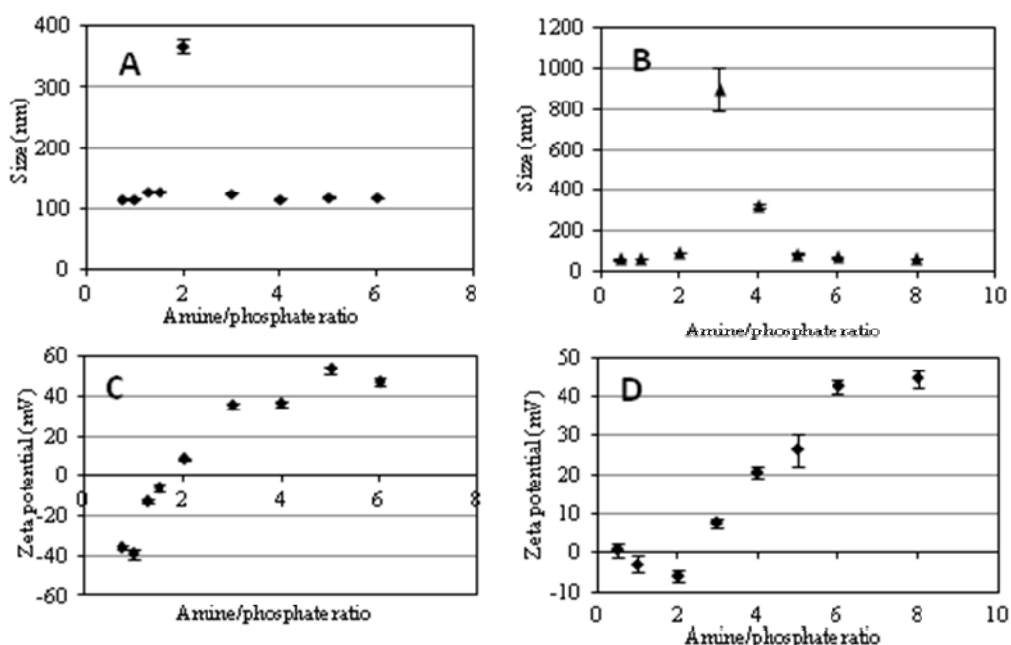 A
Size (nm)
400
300
200
100
0
0 2 4 6 8
Amine/phosphate ratio
B
Size (nm)
1200
1000
800
600
400
200
0
0 2 4 6 8 10
Amine/phosphate ratio
C
Zeta potential (mV)
60
40
20
0
-20
-40
-60
0 2 4 6 8
Amine/phosphate ratio
D
Zeta potential (mV)
50
40
30
20
10
0
-10
0 2 4 6 8 10
Amine/phosphate ratio